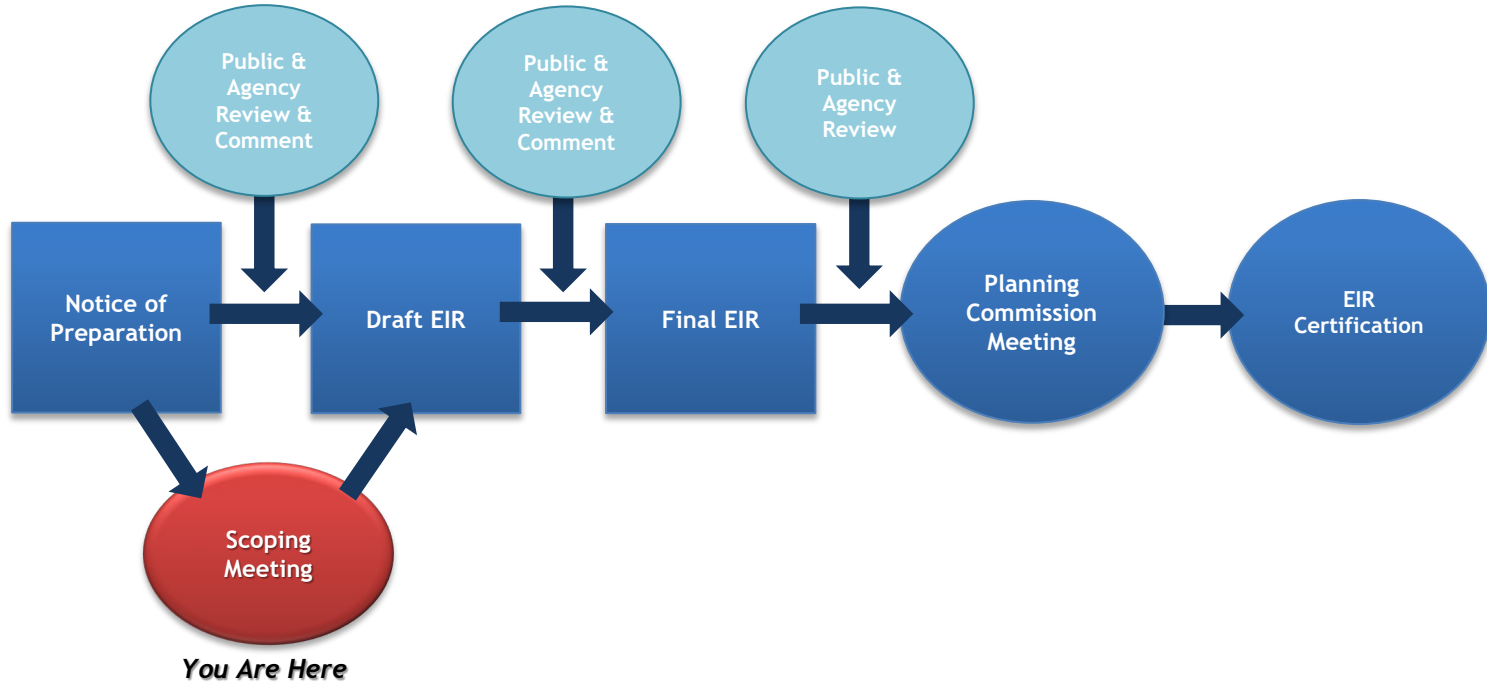 Public &
Agency
Review &
Comment
Public &
Agency
Review &
Comment
Public &
Agency
Review
Notice of
Preparation
Draft EIR
Final EIR
Planning
Commission
Meeting
EIR
Certification
Scoping
Meeting
You Are Here